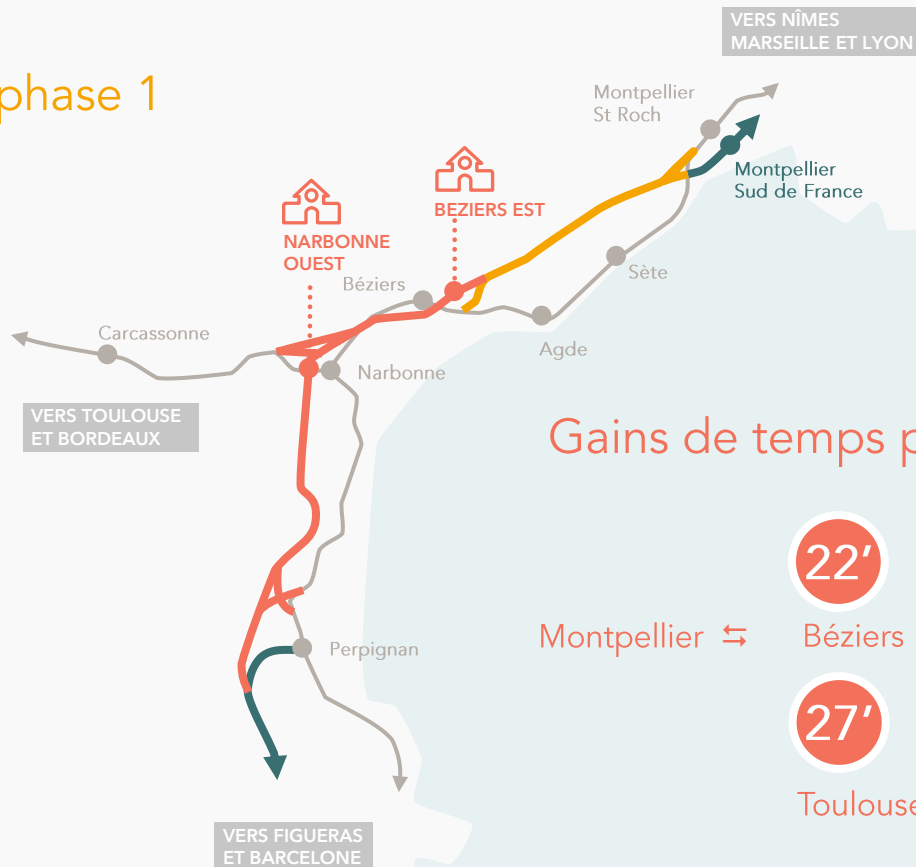 VERS NÎMES
MARSEILLE ET LYON
phase 1
Montpellier
St Roch
Montpellier
Sud de France
BEZIERS EST
NARBONNE
OUEST
Béziers
Sète
Carcassonne
Agde
Narbonne
VERS TOULOUSE
ET BORDEAUX
Gains de temps p
22’
Montpellier ⇆ Béziers
Perpignan
27’
Toulouse
VERS FIGUERAS
ET BARCELONE